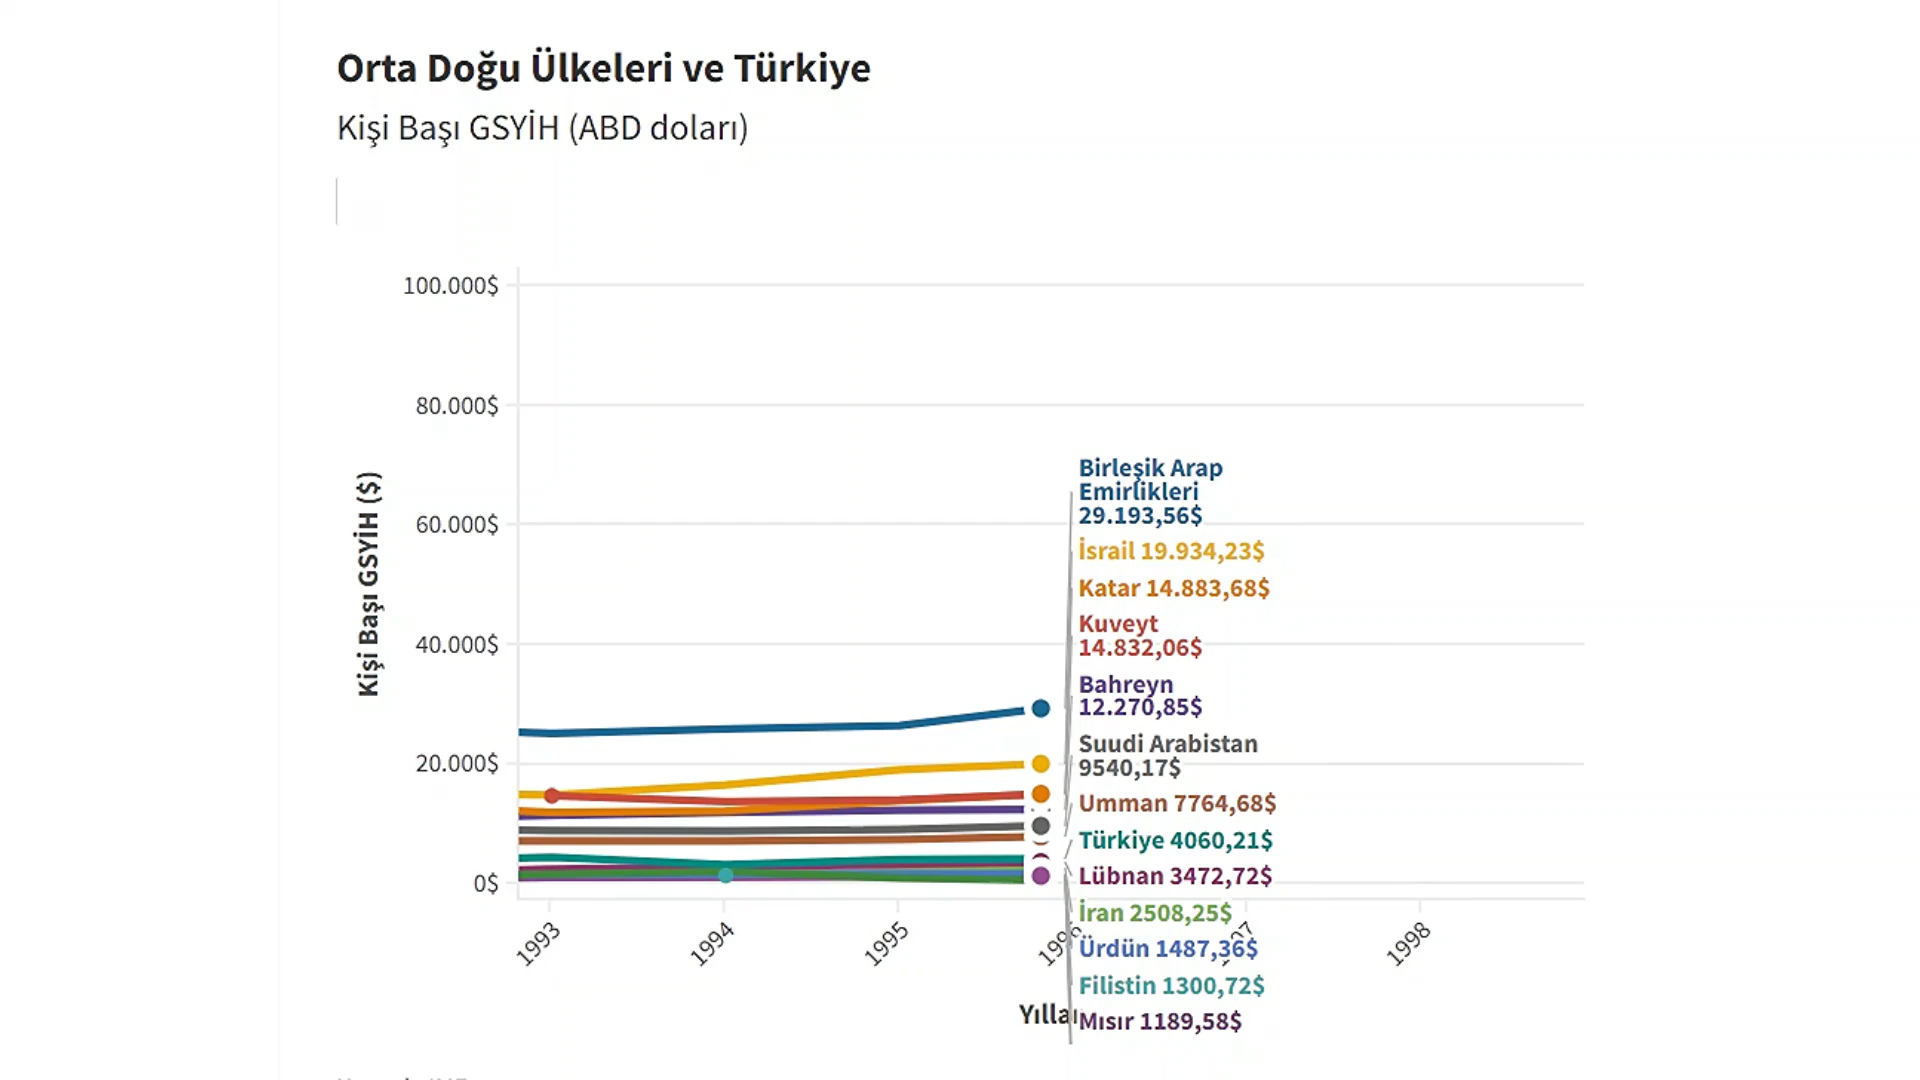 Orta Doğu Ülkeleri ve Türkiye
Kişi Başı GSYİH (ABD doları)
100.000$
80.000$
60.000$
40.000$
20.000$
0$
Kişi Başı GSYİH ($)
Birleşik Arap
Emirlikleri
29.193,56$
İsrail 19.934,23$
Katar 14.883,68$
Kuveyt
14.832,06$
Bahreyn
12.270,85$
Suudi Arabistan
9540,17$
Umman 7764,68$
Türkiye 4060,21$
Lübnan 3472,72$
İran 2508,25$
Ürdün 1487,36$
Filistin 1300,72$
Mısır 1189,58$
1993
1994
1995
1996
1998